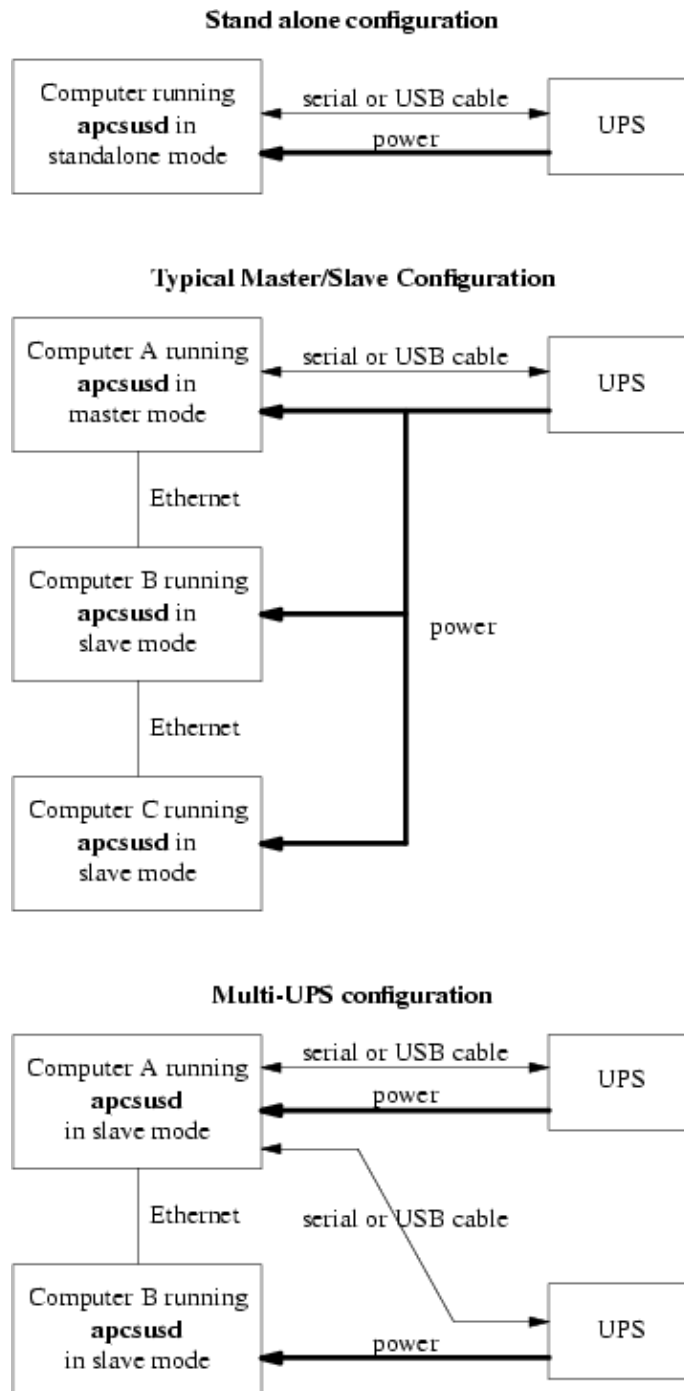 Stand alone configuration
Computer running
apcsusd in
standalone mode
serial or USB cable
power
UPS
Typical Master/Slave Configuration
Computer A running
apcsusd in
master mode
serial or USB cable
UPS
Ethernet
Computer B running
apcsusd in
slave mode
power
Ethernet
Computer C running
apcsusd in
slave mode
Multi-UPS configuration
Computer A running
apcsusd
in slave mode
serial or USB cable
power
UPS
Ethernet
serial or USB cable
Computer B running
apcsusd
in slave mode
power
UPS